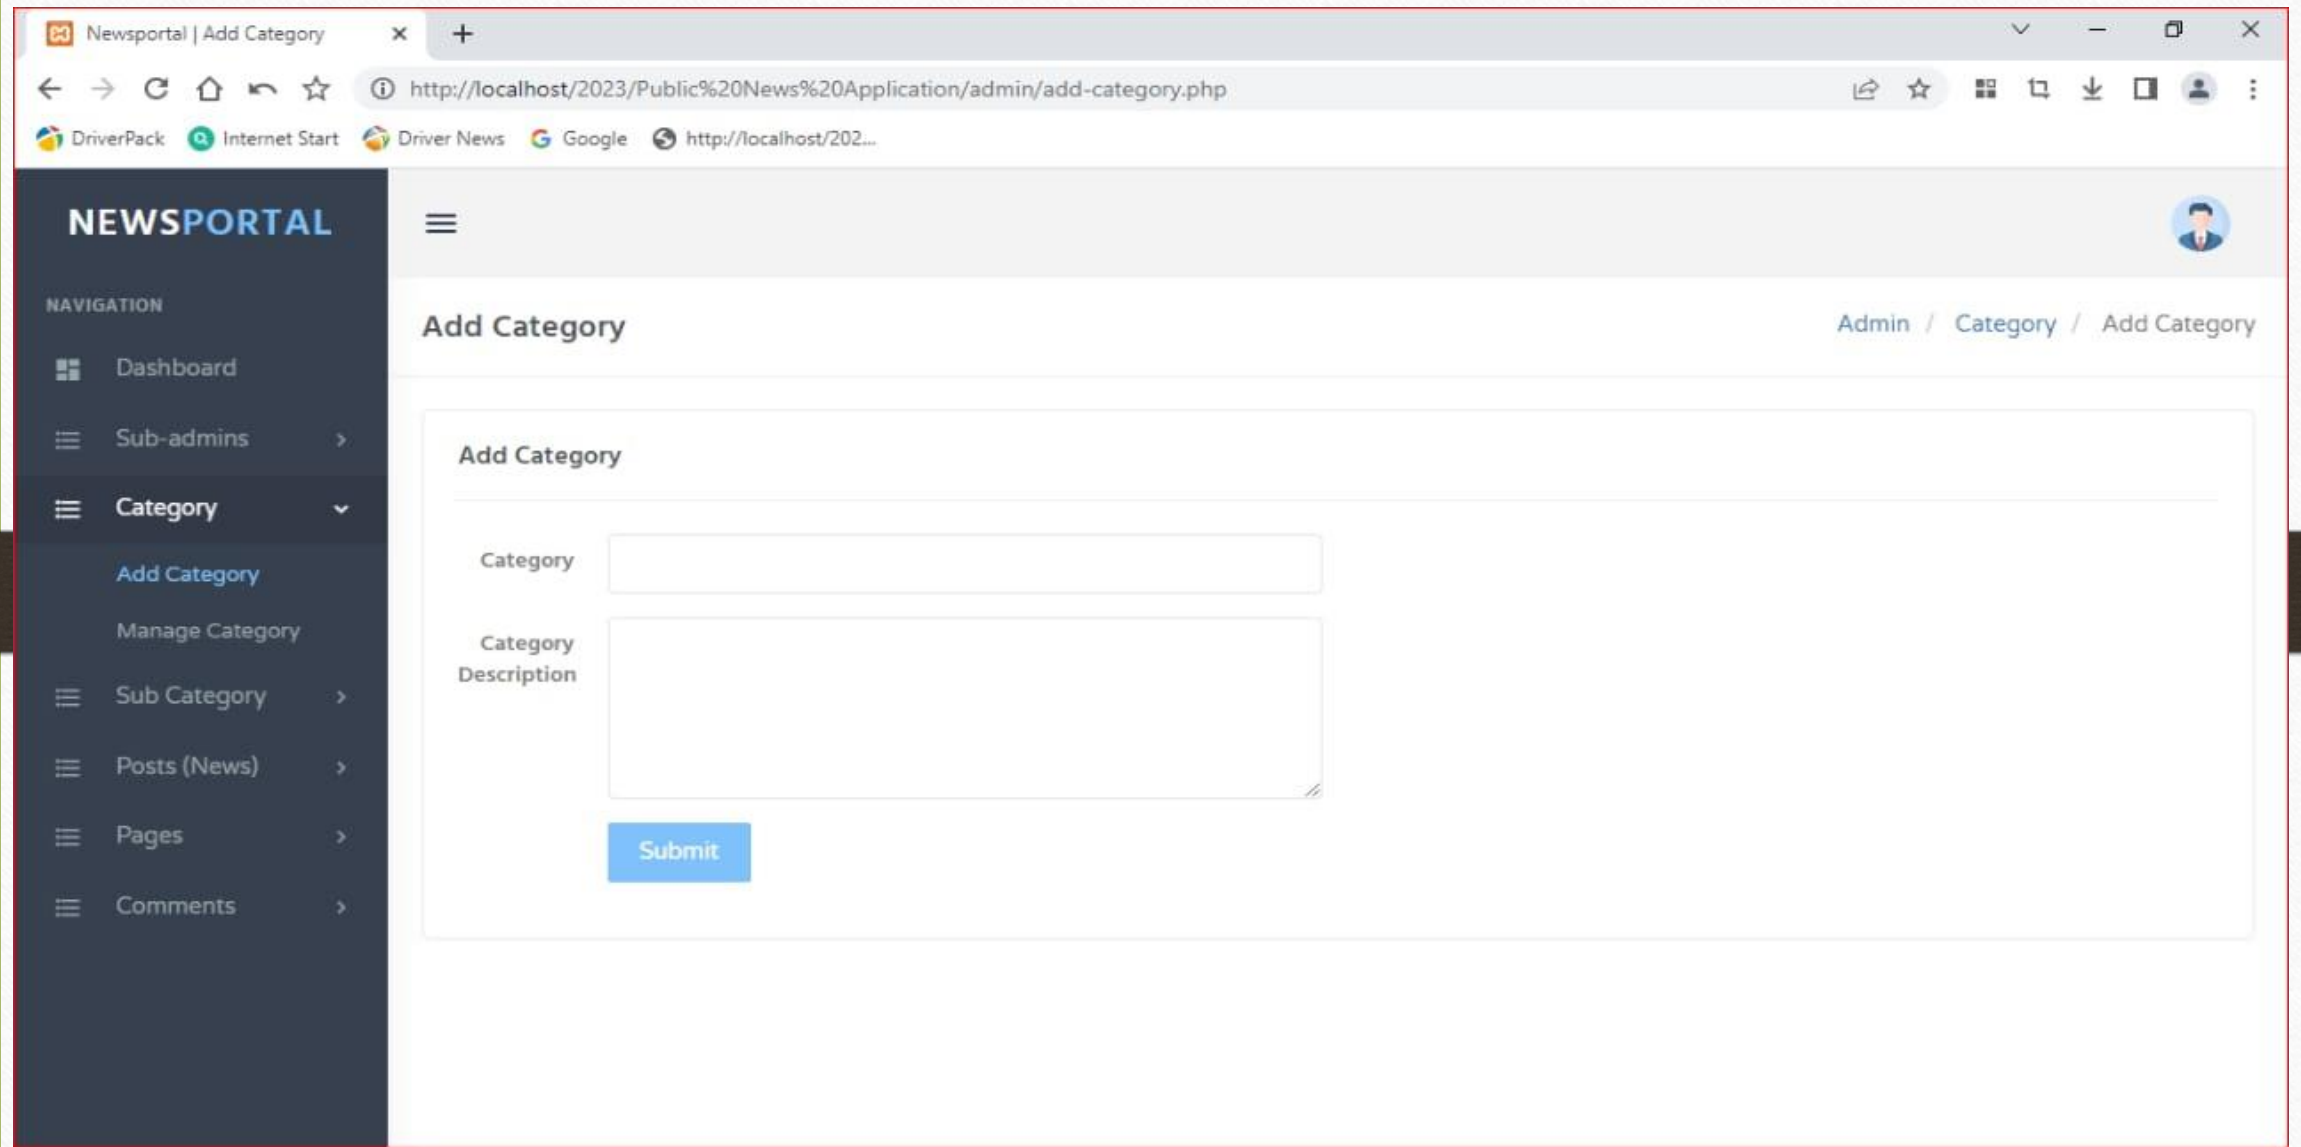 Newsportal | Add Category
http://localhost/2023/Public%20News%20Application/admin/add-category.php
DriverPack Internet Start Driver News Google http://localhost/202...
NEWSPORTAL
NAVIGATION
Dashboard
Sub-admins
Category
Add Category
Manage Category
Sub Category
Posts (News)
Pages
Comments
Add Category
Admin / Category / Add Category
Add Category
Category
Category
Description
Submit